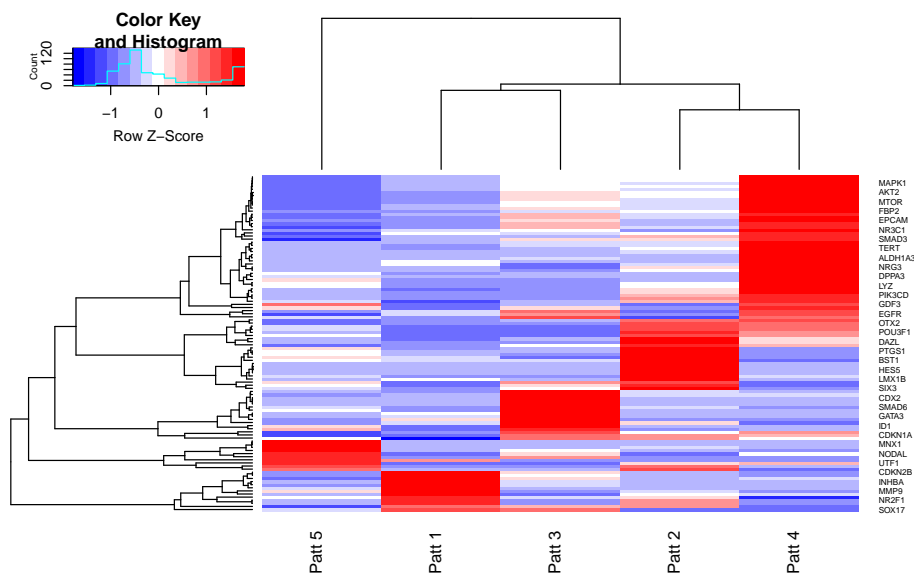 Color Key
and Histogram
Count
0 120
−1 0 1
Row Z−Score
MAPK1
AKT2
MTOR
FBP2
EPCAM
NR3C1
SMAD3
TERT
ALDH1A3
NRG3
DPPA3
LYZ
PIK3CD
GDF3
EGFR
OTX2
POU3F1
DAZL
PTGS1
BST1
HES5
LMX1B
SIX3
CDX2
SMAD6
GATA3
ID1
CDKN1A
MNX1
NODAL
UTF1
CDKN2B
INHBA
MMP9
NR2F1
SOX17
Patt 5 Patt 1 Patt 3 Patt 2 Patt 4